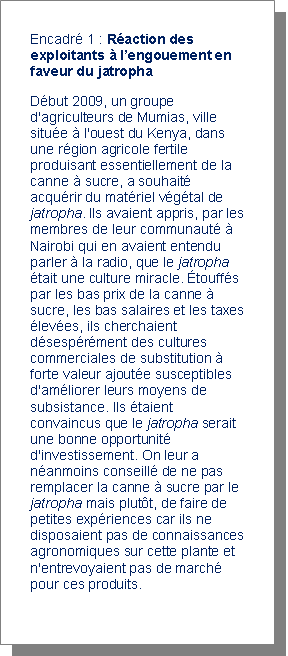 Encadré 1 : Réaction des
exploitants à l'engouement en
faveur du jatropha
Début 2009, un groupe
d'agriculteurs de Mumias, ville
située à l'ouest du Kenya, dans
une région agricole fertile
produisant essentiellement de la
canne à sucre, a souhaité
acquérir du matériel végétal de
jatropha. Ils avaient appris, par les
membres de leur communauté à
Nairobi qui en avaient entendu
parler à la radio, que le jatropha
était une culture miracle. Étouffés
par les bas prix de la canne à
sucre, les bas salaires et les taxes
élevées, ils cherchaient
désespérément des cultures
commerciales de substitution à
forte valeur ajoutée susceptibles
d'améliorer leurs moyens de
subsistance. Ils étaient
convaincus que le jatropha serait
une bonne opportunité
d'investissement. On leur a
néanmoins conseillé de ne pas
remplacer la canne à sucre par le
jatropha mais plutôt, de faire de
petites expériences car ils ne
disposaient pas de connaissances
agronomiques sur cette plante et
n'entrevoyaient pas de marché
pour ces produits.